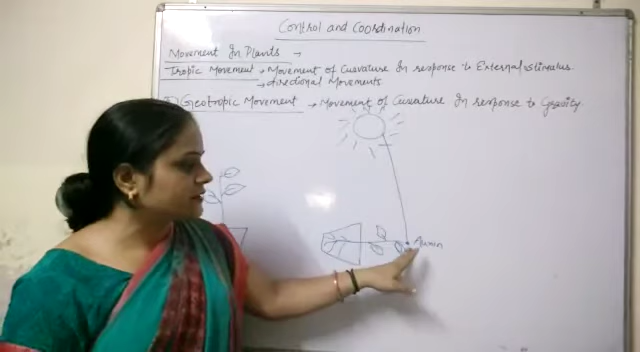 Control and Coordination
Movement In Plants →
Tropic Movement → Movement of Curvature In response to External stimulus
→ directional Movements
Geotropic Movement → Movement of Curvature In response to Gravity
Auxin